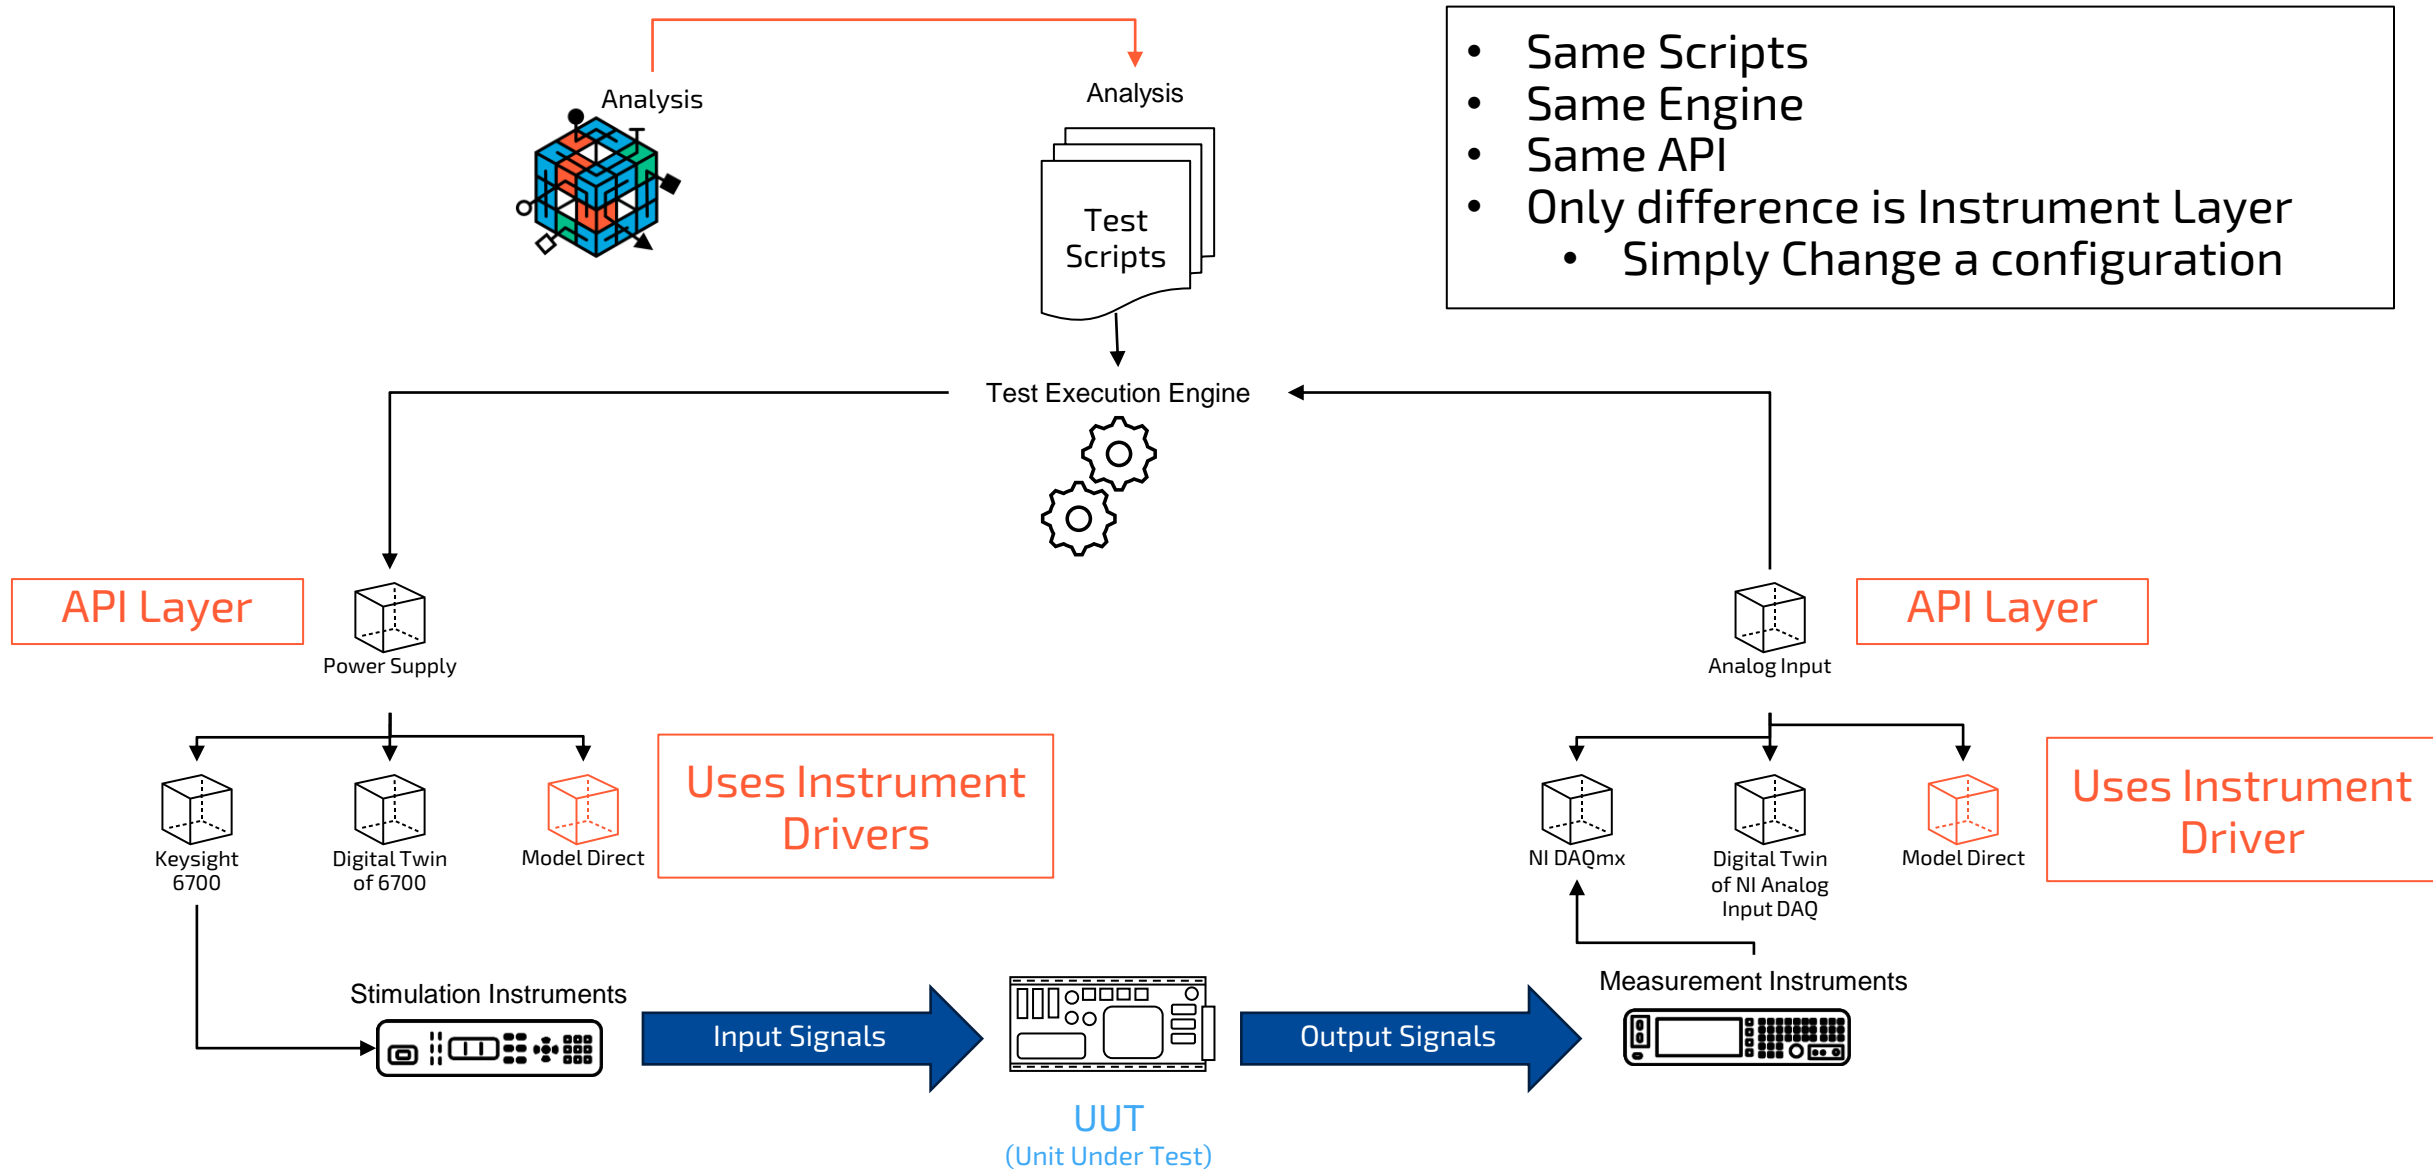 Analysis
Analysis
• Same Scripts
• Same Engine
• Same API
• Only difference is Instrument Layer
• Simply Change a configuration
Test
Scripts
Test Execution Engine
API Layer
Power Supply
API Layer
Analog Input
Keysight
6700
Digital Twin
of 6700
Model Direct
Uses Instrument
Drivers
NI DAQmx
Digital Twin
of NI Analog
Input DAQ
Model Direct
Uses Instrument
Driver
Stimulation Instruments
Input Signals
UUT
(Unit Under Test)
Output Signals
Measurement Instruments